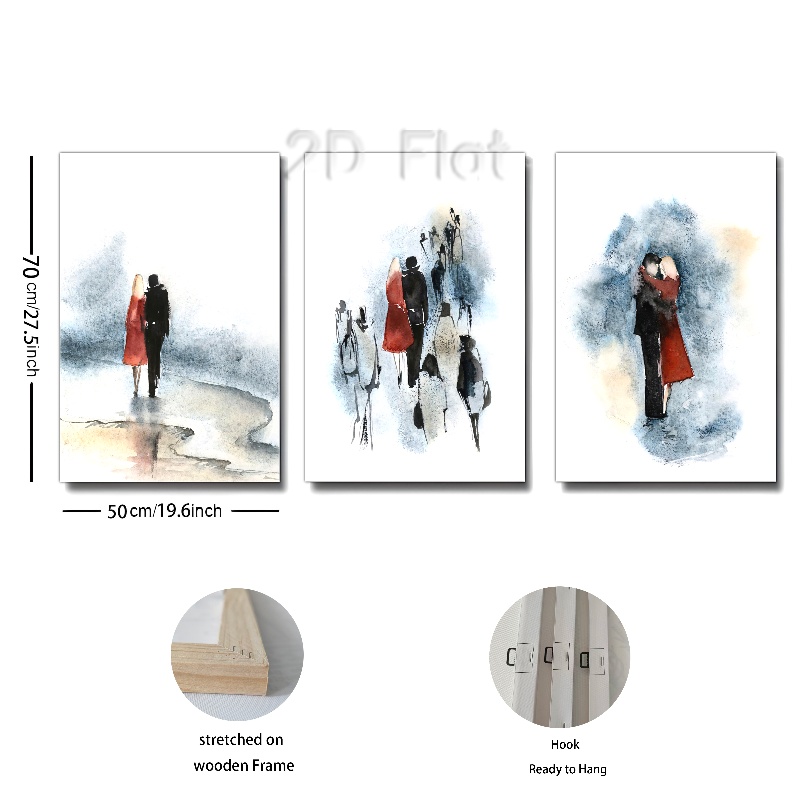 2D Flat
70 cm/27.5inch
50 cm/19.6inch
stretched on
wooden Frame
Hook
Ready to Hang